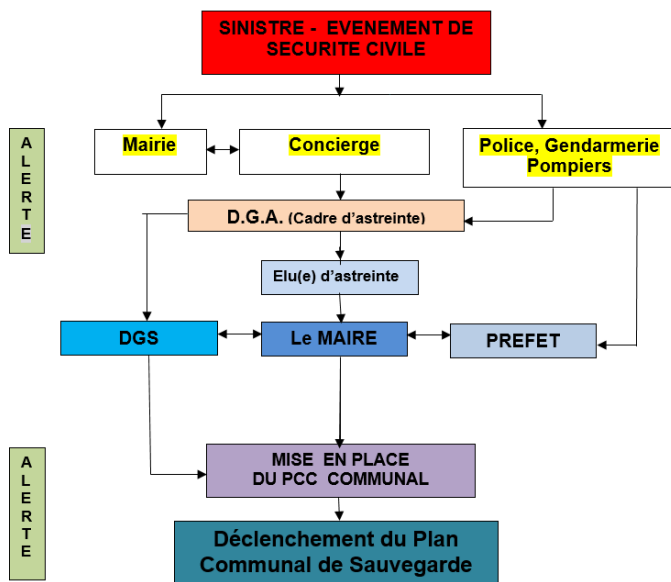 SINISTRE - EVENEMENT DE
SECURITE CIVILE
A
L
E
R
T
E
Mairie
Concierge
Police, Gendarmerie
Pompiers
D.G.A. (Cadre d'astreinte)
Elu(e) d'astreinte
DGS
Le MAIRE
PREFET
A
L
E
R
T
E
MISE EN PLACE
DU PCC COMMUNAL
Déclenchement du Plan
Communal de Sauvegarde